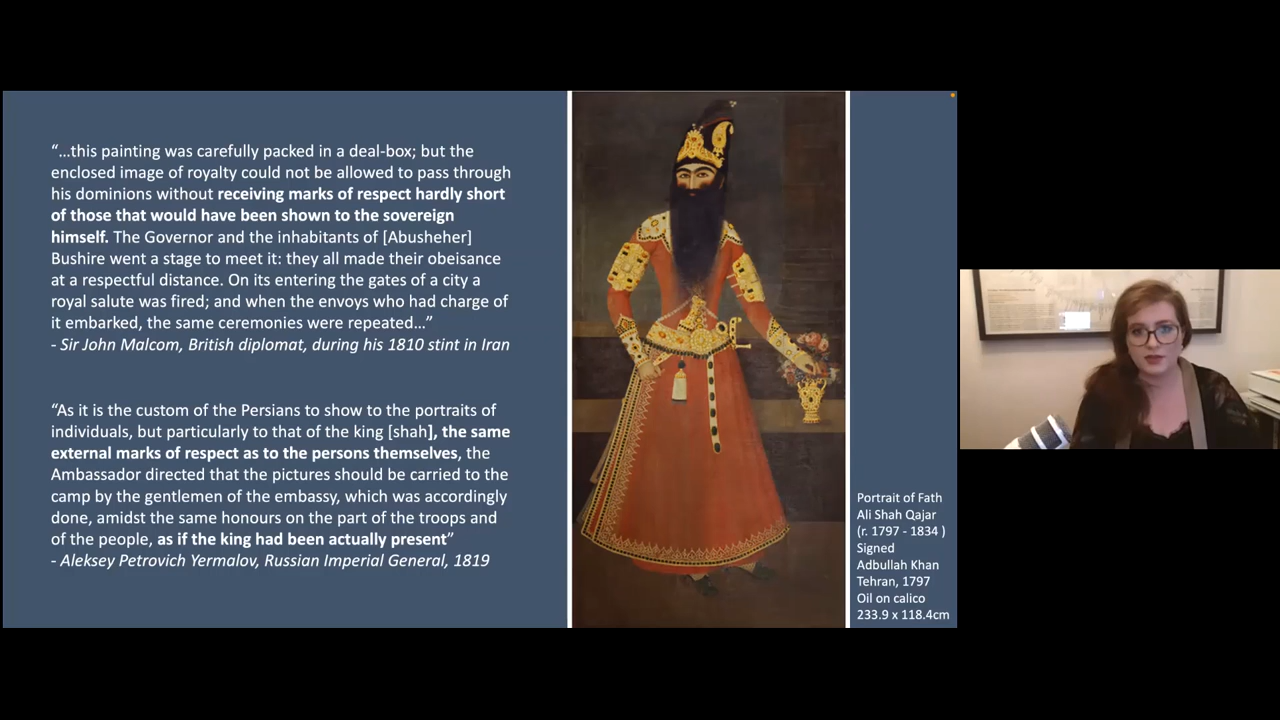 “...this painting was carefully packed in a deal-box; but the
enclosed image of royalty could not be allowed to pass through
his dominions without receiving marks of respect hardly short
of those that would have been shown to the sovereign
himself. The Governor and the inhabitants of [Abusheher]
Bushire went a stage to meet it: they all made their obeisance
at a respectful distance. On its entering the gates of a city a
royal salute was fired; and when the envoys who had charge of
it embarked, the same ceremonies were repeated...”
- Sir John Malcom, British diplomat, during his 1810 stint in Iran
“As it is the custom of the Persians to show to the portraits of
individuals, but particularly to that of the king [shah], the same
external marks of respect as to the persons themselves, the
Ambassador directed that the pictures should be carried to the
camp by the gentlemen of the embassy, which was accordingly
done, amidst the same honours on the part of the troops and
of the people, as if the king had been actually present”
- Aleksey Petrovich Yermalov, Russian Imperial General, 1819
Portrait of Fath
Ali Shah Qajar
(r. 1797 - 1834 )
Signed
Adbullah Khan
Tehran, 1797
Oil on calico
233.9 x 118.4cm